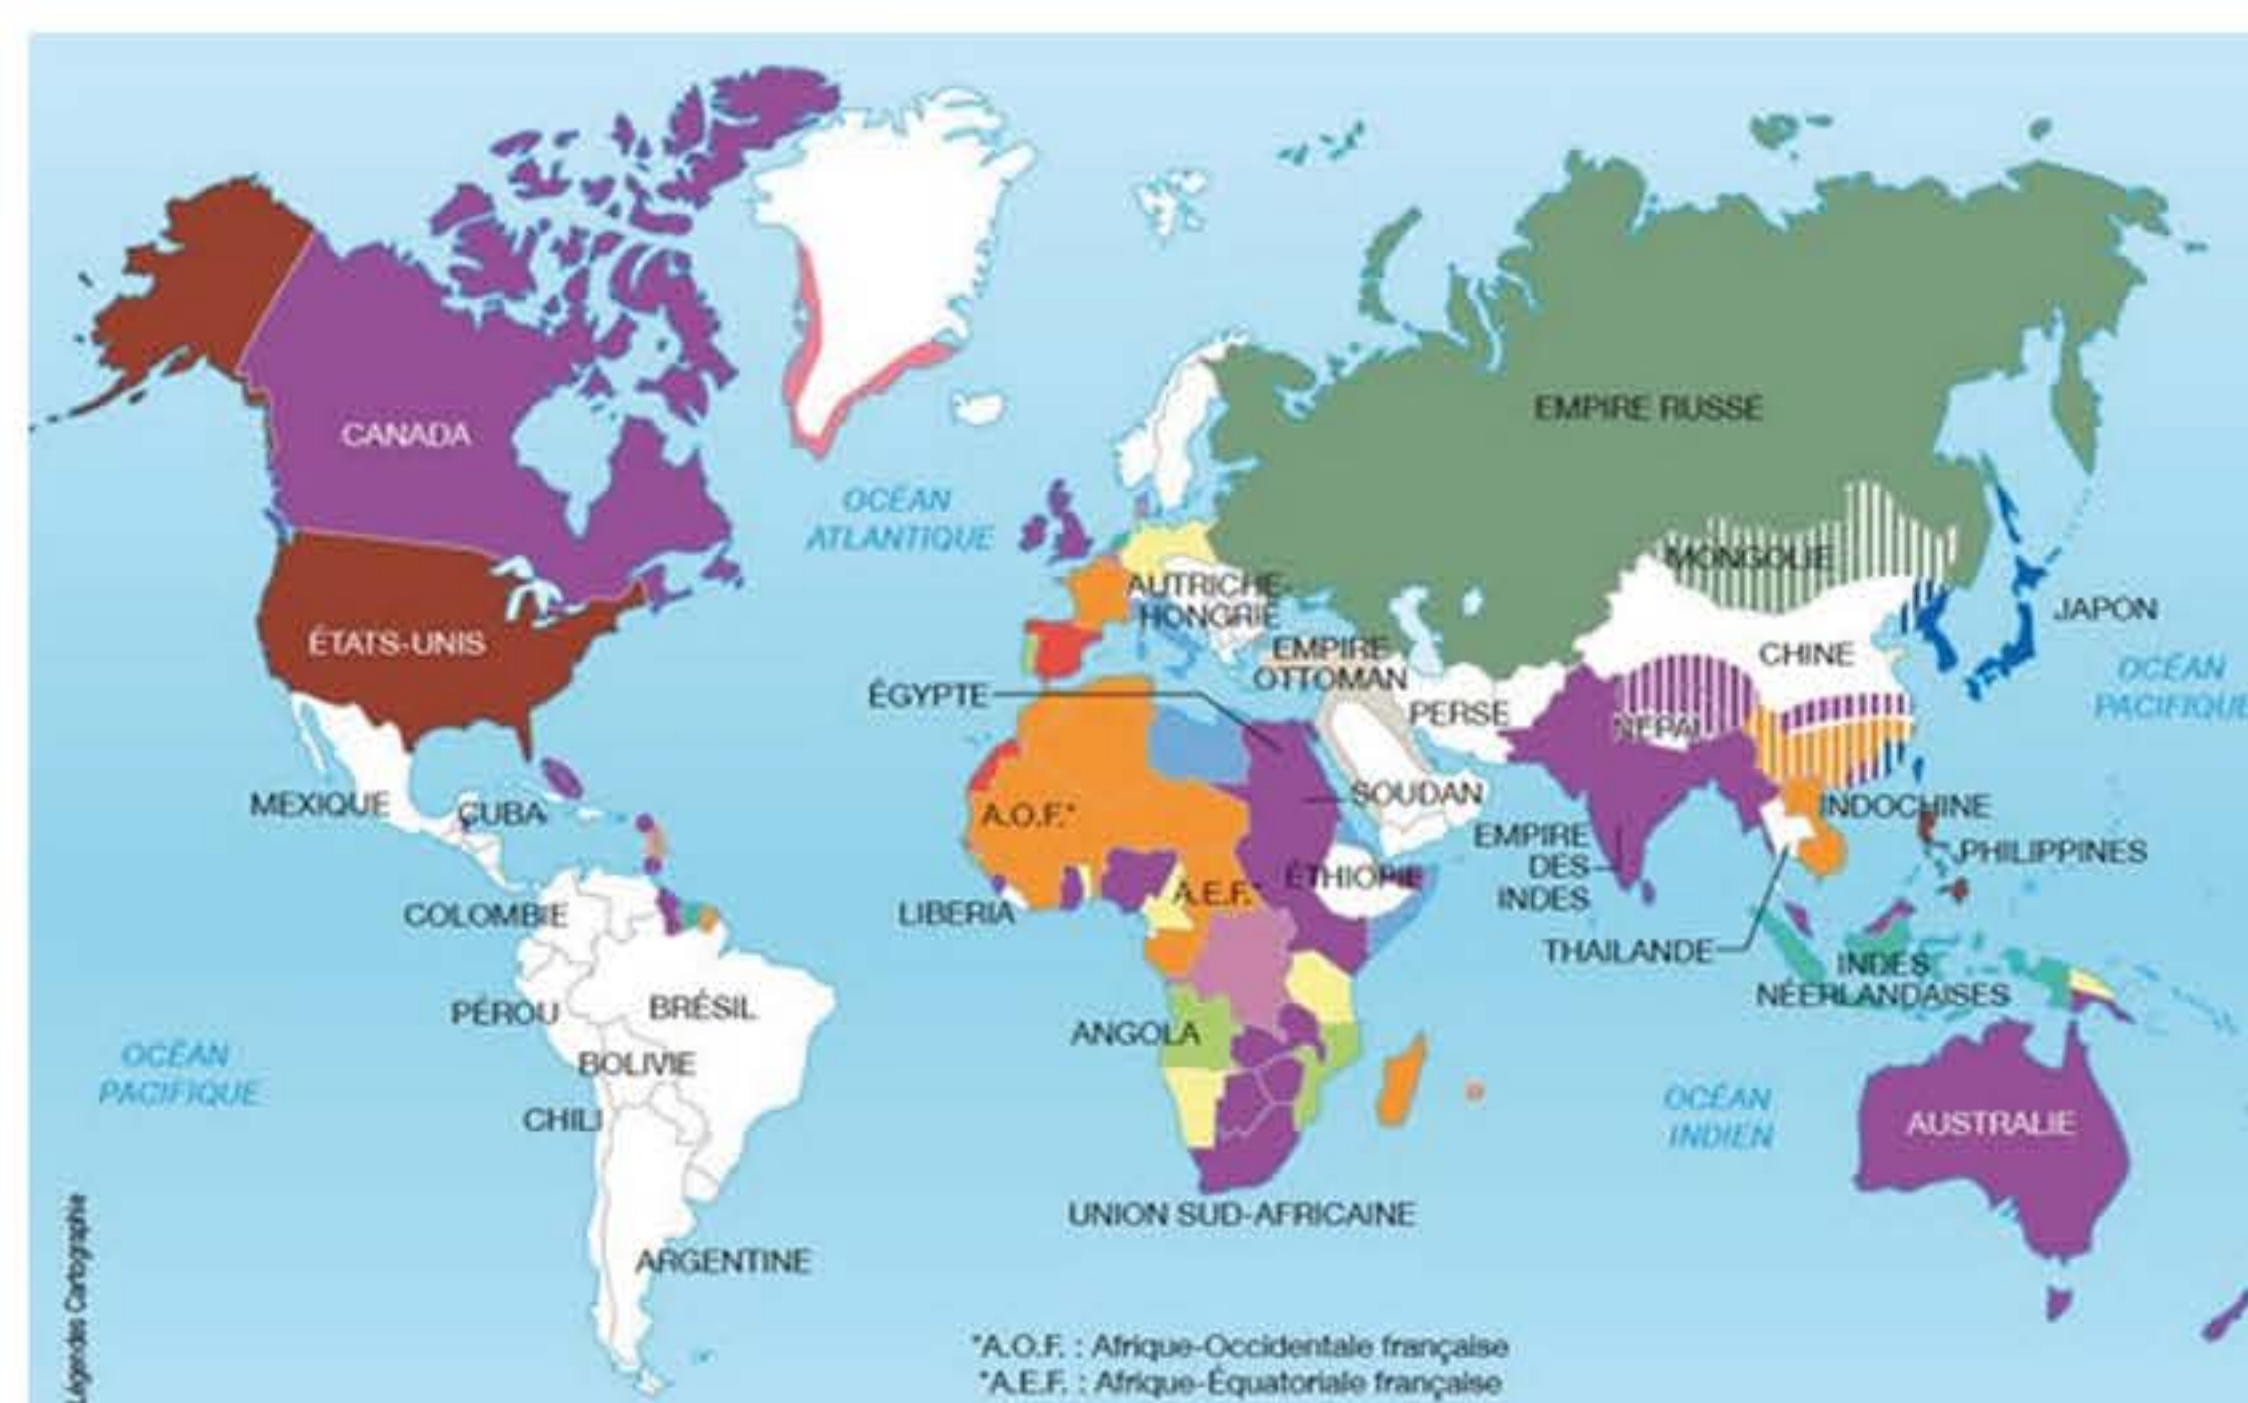 CANADA
EMPIRE RUSSE
OCÉAN
ATLANTIQUE
MONGOLIE
AUTRICHE-
HONGRIE
ÉTATS-UNIS
JAPON
EMPIRE
OTTOMAN
CHINE
OCÉAN
PACIFIQUE
ÉGYPTE
PERSE
NÉPAL
MEXIQUE
CUBA
A.O.F.*
SOUDAN
INDOCHINE
EMPIRE
DES
INDES
PHILIPPINES
ÉTHIOPIE
A.E.F.*
COLOMBIE
LIBERIA
THAILANDE
INDES
NÉERLANDAISES
PÉROU
BRÉSIL
ANGOLA
OCÉAN
PACIFIQUE
BOLIVIE
CHILI
OCÉAN
INDIEN
AUSTRALIE
UNION SUD-AFRICAINE
ARGENTINE
*A.O.F. : Afrique-Occidentale française
*A.E.F. : Afrique-Équatoriale française
Légendes Cartographie